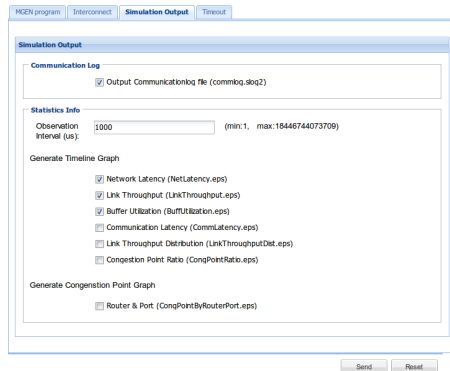 MGEN program Interconnect Simulation Output Timeout
Simulation Output
Communication Log
Output Communicationlog file (commlog.slog2)
Statistics Info
Observation Interval (us): 1000 (min:1, max:18446744073709)
Generate Timeline Graph
Network Latency (NetLatency.eps)
Link Throughput (LinkThroughput.eps)
Buffer Utilization (BuffUtilization.eps)
Communication Latency (CommLatency.eps)
Link Throughput Distribution (LinkThroughputDist.eps)
Congestion Point Ratio (CongPointRatio.eps)
Generate Congenstion Point Graph
Router & Port (CongPointByRouterPort.eps)
Send Reset